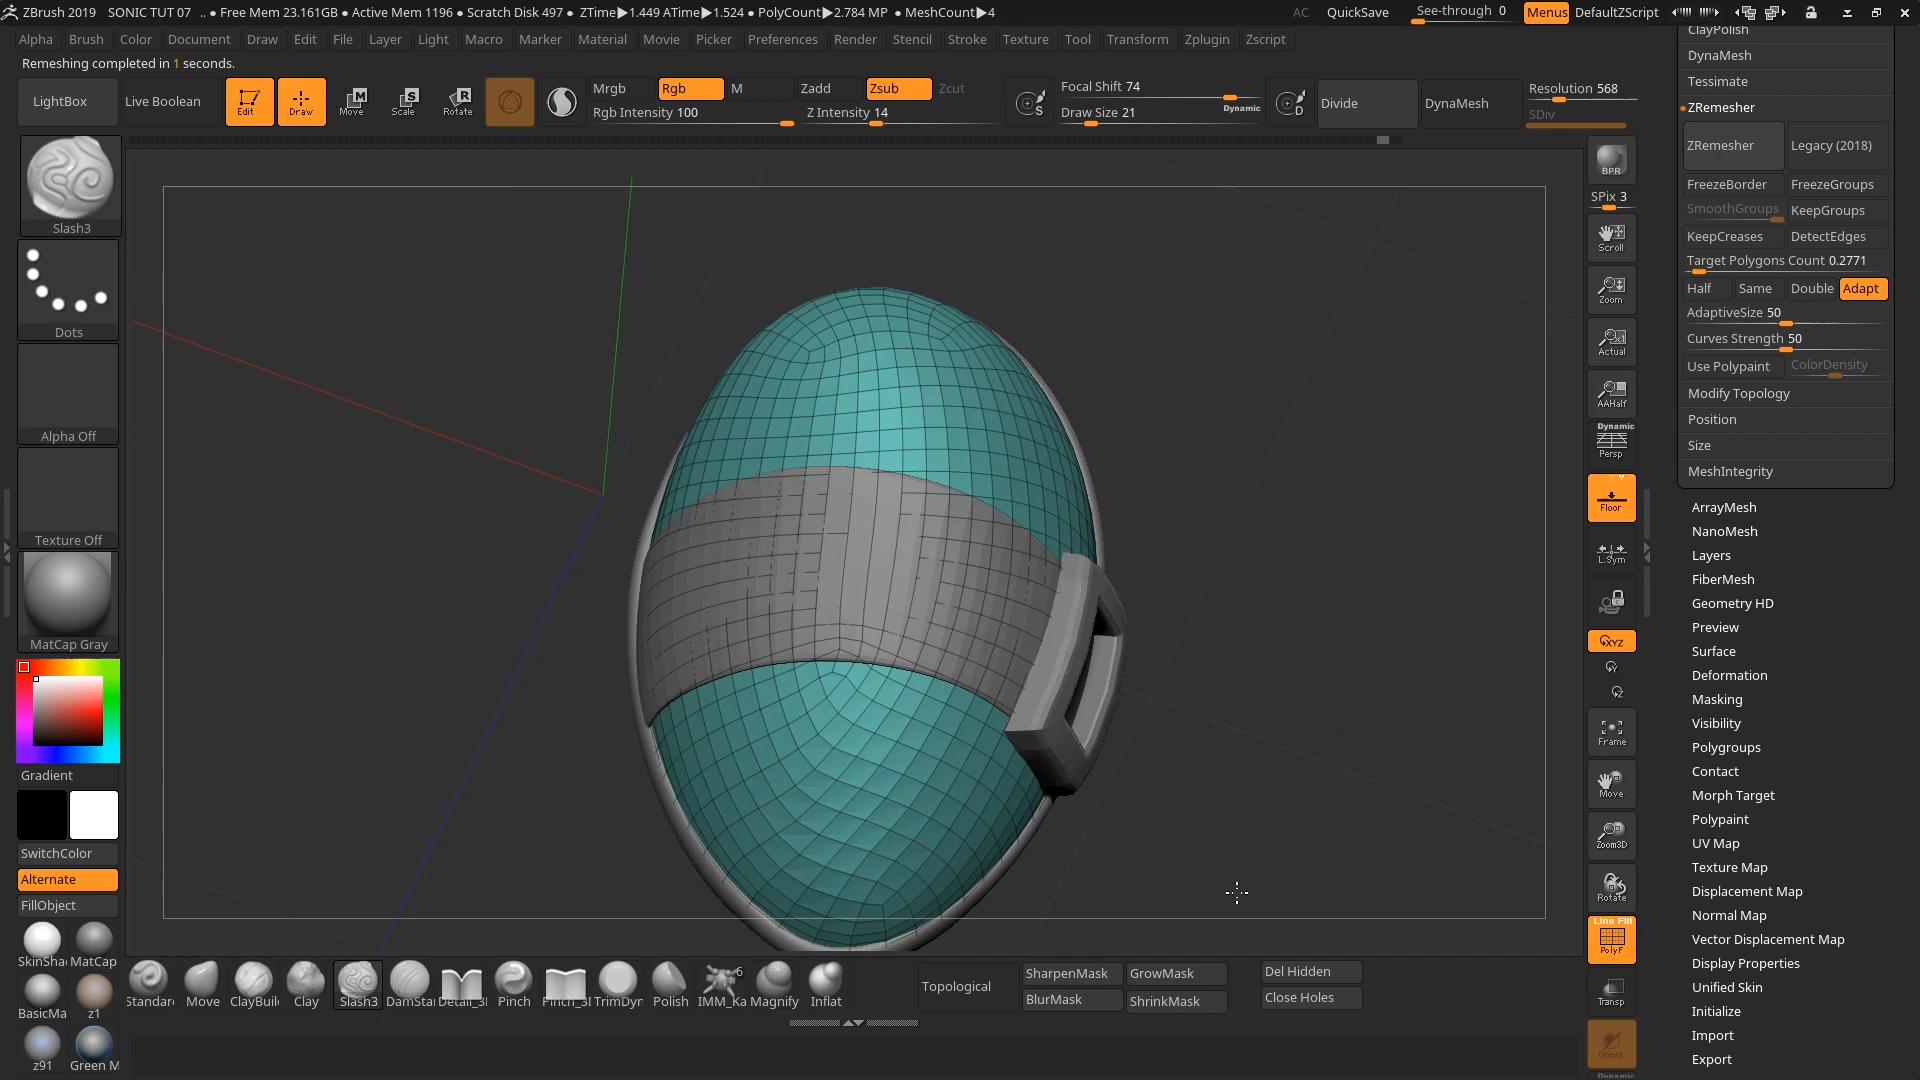 ZBrush 2019 SONIC TUT 07 .. ● Free Mem 23.161GB ● Active Mem 1196 ● Scratch Disk 497 ● ZTime▶1.449 ATime▶1.524 ● PolyCount▶2.784 MP ● MeshCount▶4 AC QuickSave See-through 0 Menus DefaultZScript
Alpha Brush Color Document Draw Edit File Layer Light Macro Marker Material Movie Picker Preferences Render Stencil Stroke Texture Tool Transform Zplugin Zscript
Remeshing completed in 1 seconds.
LightBox Live Boolean Edit Draw Move Scale Rotate
Mrgb Rgb M Zadd Zsub Zcut
Rgb Intensity 100 Z Intensity 14
Focal Shift 74
Draw Size 21 Dynamic
Divide DynaMesh
Resolution 568
SDiv
Slash3
Dots
Alpha Off
Texture Off
MatCap Gray
Gradient
SwitchColor
Alternate
FillObject
SkinSha MatCap
BasicMa z1
z91 Green M
Standard Move ClayBuil Clay Slash3 DamSta Detail_3 Pinch Pinch_3 TrimDyn Polish IMM_Ka 6 Magnify Inflat
Topological
SharpenMask GrowMask
BlurMask ShrinkMask
Del Hidden
Close Holes
BPR
SPix 3
Scroll
Zoom
Actual
AAHalf
Dynamic
Persp
Floor
L.Sym
XYZ
Y
Z
Frame
Move
Zoom3D
Rotate
Line Fill
PolyF
Transp
Ghost
Dynamic
ClayPolish
DynaMesh
Tessimate
ZRemesher
ZRemesher Legacy (2018)
FreezeBorder FreezeGroups
SmoothGroups KeepGroups
KeepCreases DetectEdges
Target Polygons Count 0.2771
Half Same Double Adapt
AdaptiveSize 50
Curves Strength 50
Use Polypaint ColorDensity
Modify Topology
Position
Size
MeshIntegrity
ArrayMesh
NanoMesh
Layers
FiberMesh
Geometry HD
Preview
Surface
Deformation
Masking
Visibility
Polygroups
Contact
Morph Target
Polypaint
UV Map
Texture Map
Displacement Map
Normal Map
Vector Displacement Map
Display Properties
Unified Skin
Initialize
Import
Export